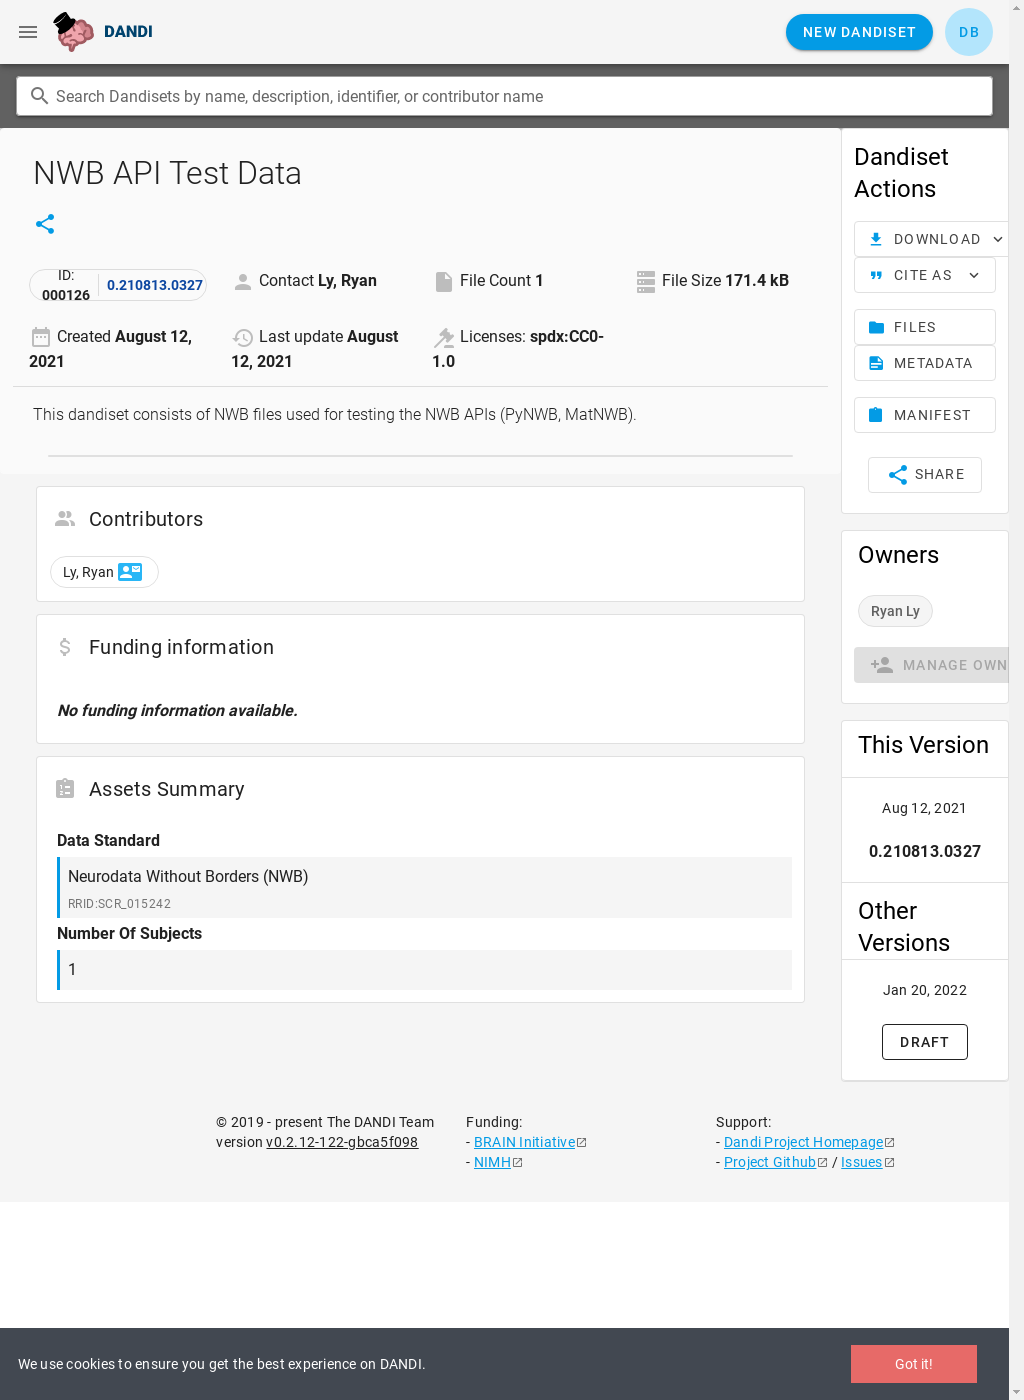 DANDI
NEW DANDISET
DB
Search Dandisets by name, description, identifier, or contributor name
NWB API Test Data
ID:
000126
0.210813.0327
Contact Ly, Ryan
File Count 1
File Size 171.4 kB
Created August 12,
2021
Last update August
12, 2021
Licenses: spdx:CC0-
1.0
This dandiset consists of NWB files used for testing the NWB APIs (PyNWB, MatNWB).
Contributors
Ly, Ryan
Funding information
No funding information available.
Assets Summary
Data Standard
Neurodata Without Borders (NWB)
RRID:SCR_015242
Number Of Subjects
1
Dandiset
Actions
DOWNLOAD
CITE AS
FILES
METADATA
MANIFEST
SHARE
Owners
Ryan Ly
MANAGE OWN
This Version
Aug 12, 2021
0.210813.0327
Other
Versions
Jan 20, 2022
DRAFT
© 2019 - present The DANDI Team
version v0.2.12-122-gbca5f098
Funding:
- BRAIN Initiative
- NIMH
Support:
- Dandi Project Homepage
- Project Github / Issues
We use cookies to ensure you get the best experience on DANDI.
Got it!